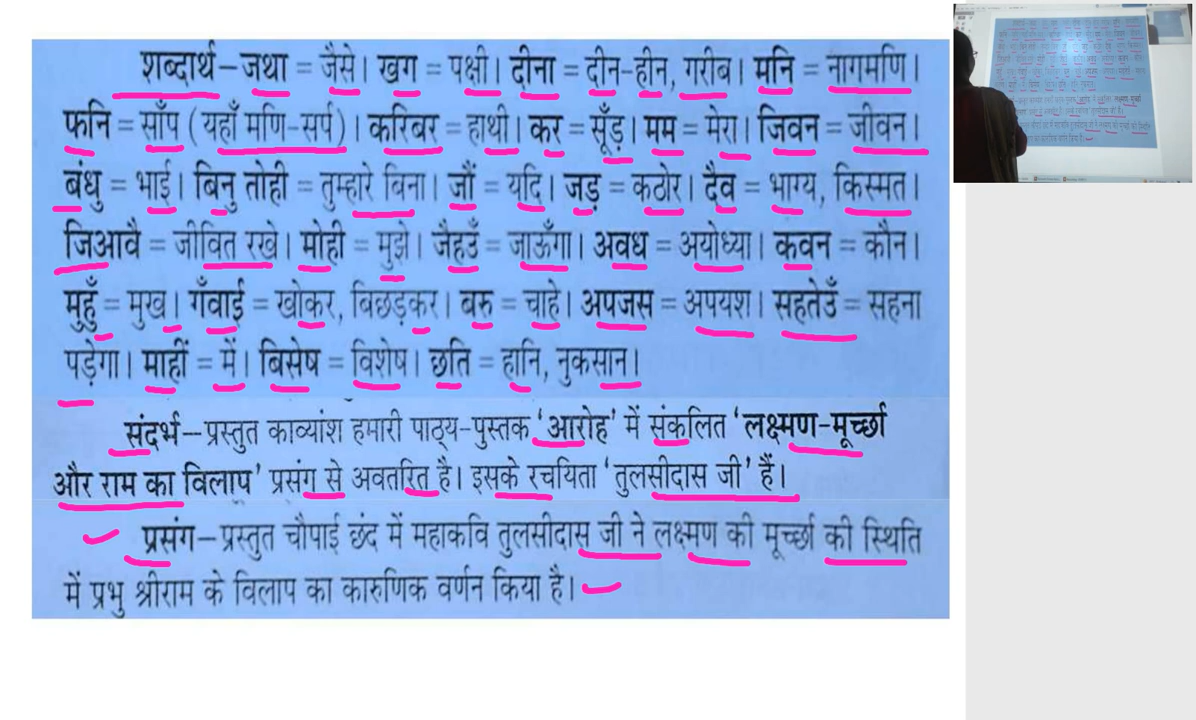 शब्दार्थ–जथा = जैसे। खग = पक्षी। दीना = दीन-हीन, गरीब। मनि = नागमणि।
फनि = साँप (यहाँ मणि-सर्प)। करिबर = हाथी। कर = सूँड़। मम = मेरा। जिवन = जीवन।
बंधु = भाई। बिनु तोही = तुम्हारे बिना। जौं = यदि। जड़ = कठोर। दैव = भाग्य, किस्मत।
जिआवै = जीवित रखे। मोही = मुझे। जैहउँ = जाऊँगा। अवध = अयोध्या। कवन = कौन।
मुहुँ = मुख। गँवाई = खोकर, बिछड़कर। बरु = चाहे। अपजस = अपयश। सहतेउँ = सहना
पड़ेगा। माहीं = में। बिसेष = विशेष। छति = हानि, नुकसान।
संदर्भ–प्रस्तुत काव्यांश हमारी पाठ्य-पुस्तक 'आरोह' में संकलित 'लक्ष्मण-मूर्च्छा
और राम का विलाप' प्रसंग से अवतरित है। इसके रचयिता 'तुलसीदास जी' हैं।
प्रसंग–प्रस्तुत चौपाई छंद में महाकवि तुलसीदास जी ने लक्ष्मण की मूर्च्छा की स्थिति
में प्रभु श्रीराम के विलाप का कारुणिक वर्णन किया है।